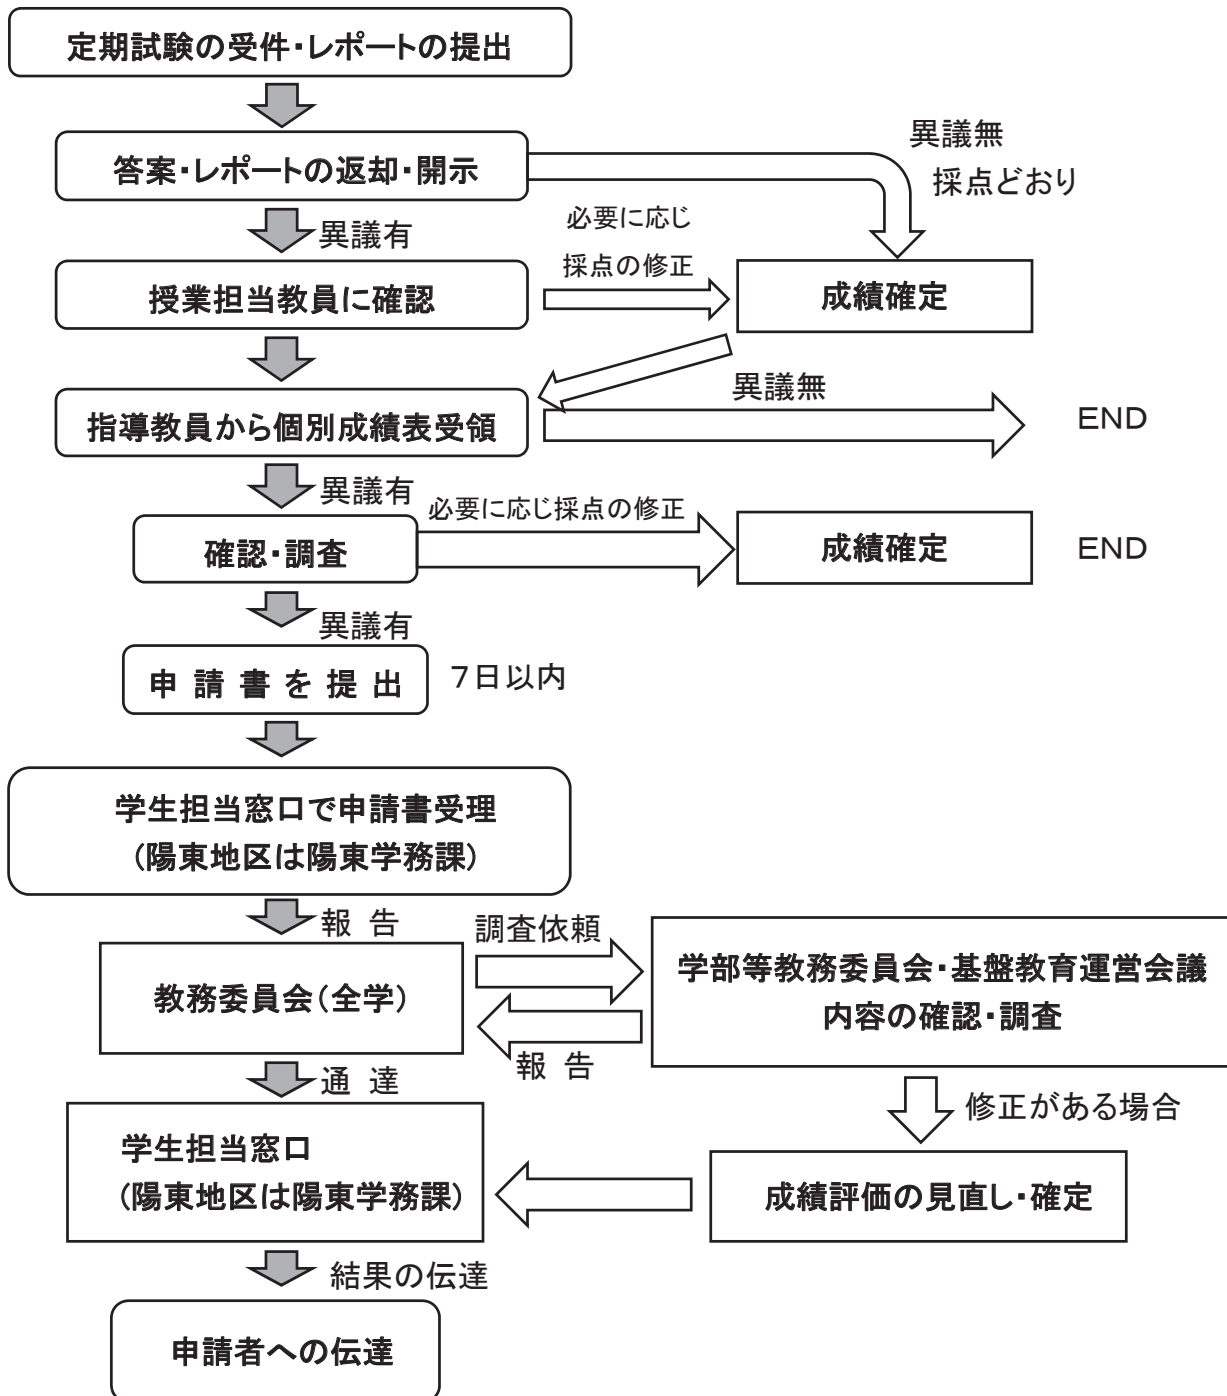 定期試験の受件・レポートの提出
答案・レポートの返却・開示
異議無
採点どおり
異議有
必要に応じ
採点の修正
授業担当教員に確認
成績確定
異議無
指導教員から個別成績表受領
END
異議有
必要に応じ採点の修正
確認・調査
成績確定
END
異議有
申請書を提出
7日以内
学生担当窓口で申請書受理
(陽東地区は陽東学務課)
報 告
調査依頼
教務委員会(全学)
学部等教務委員会・基盤教育運営会議
内容の確認・調査
報 告
通 達
修正がある場合
学生担当窓口
(陽東地区は陽東学務課)
成績評価の見直し・確定
結果の伝達
申請者への伝達